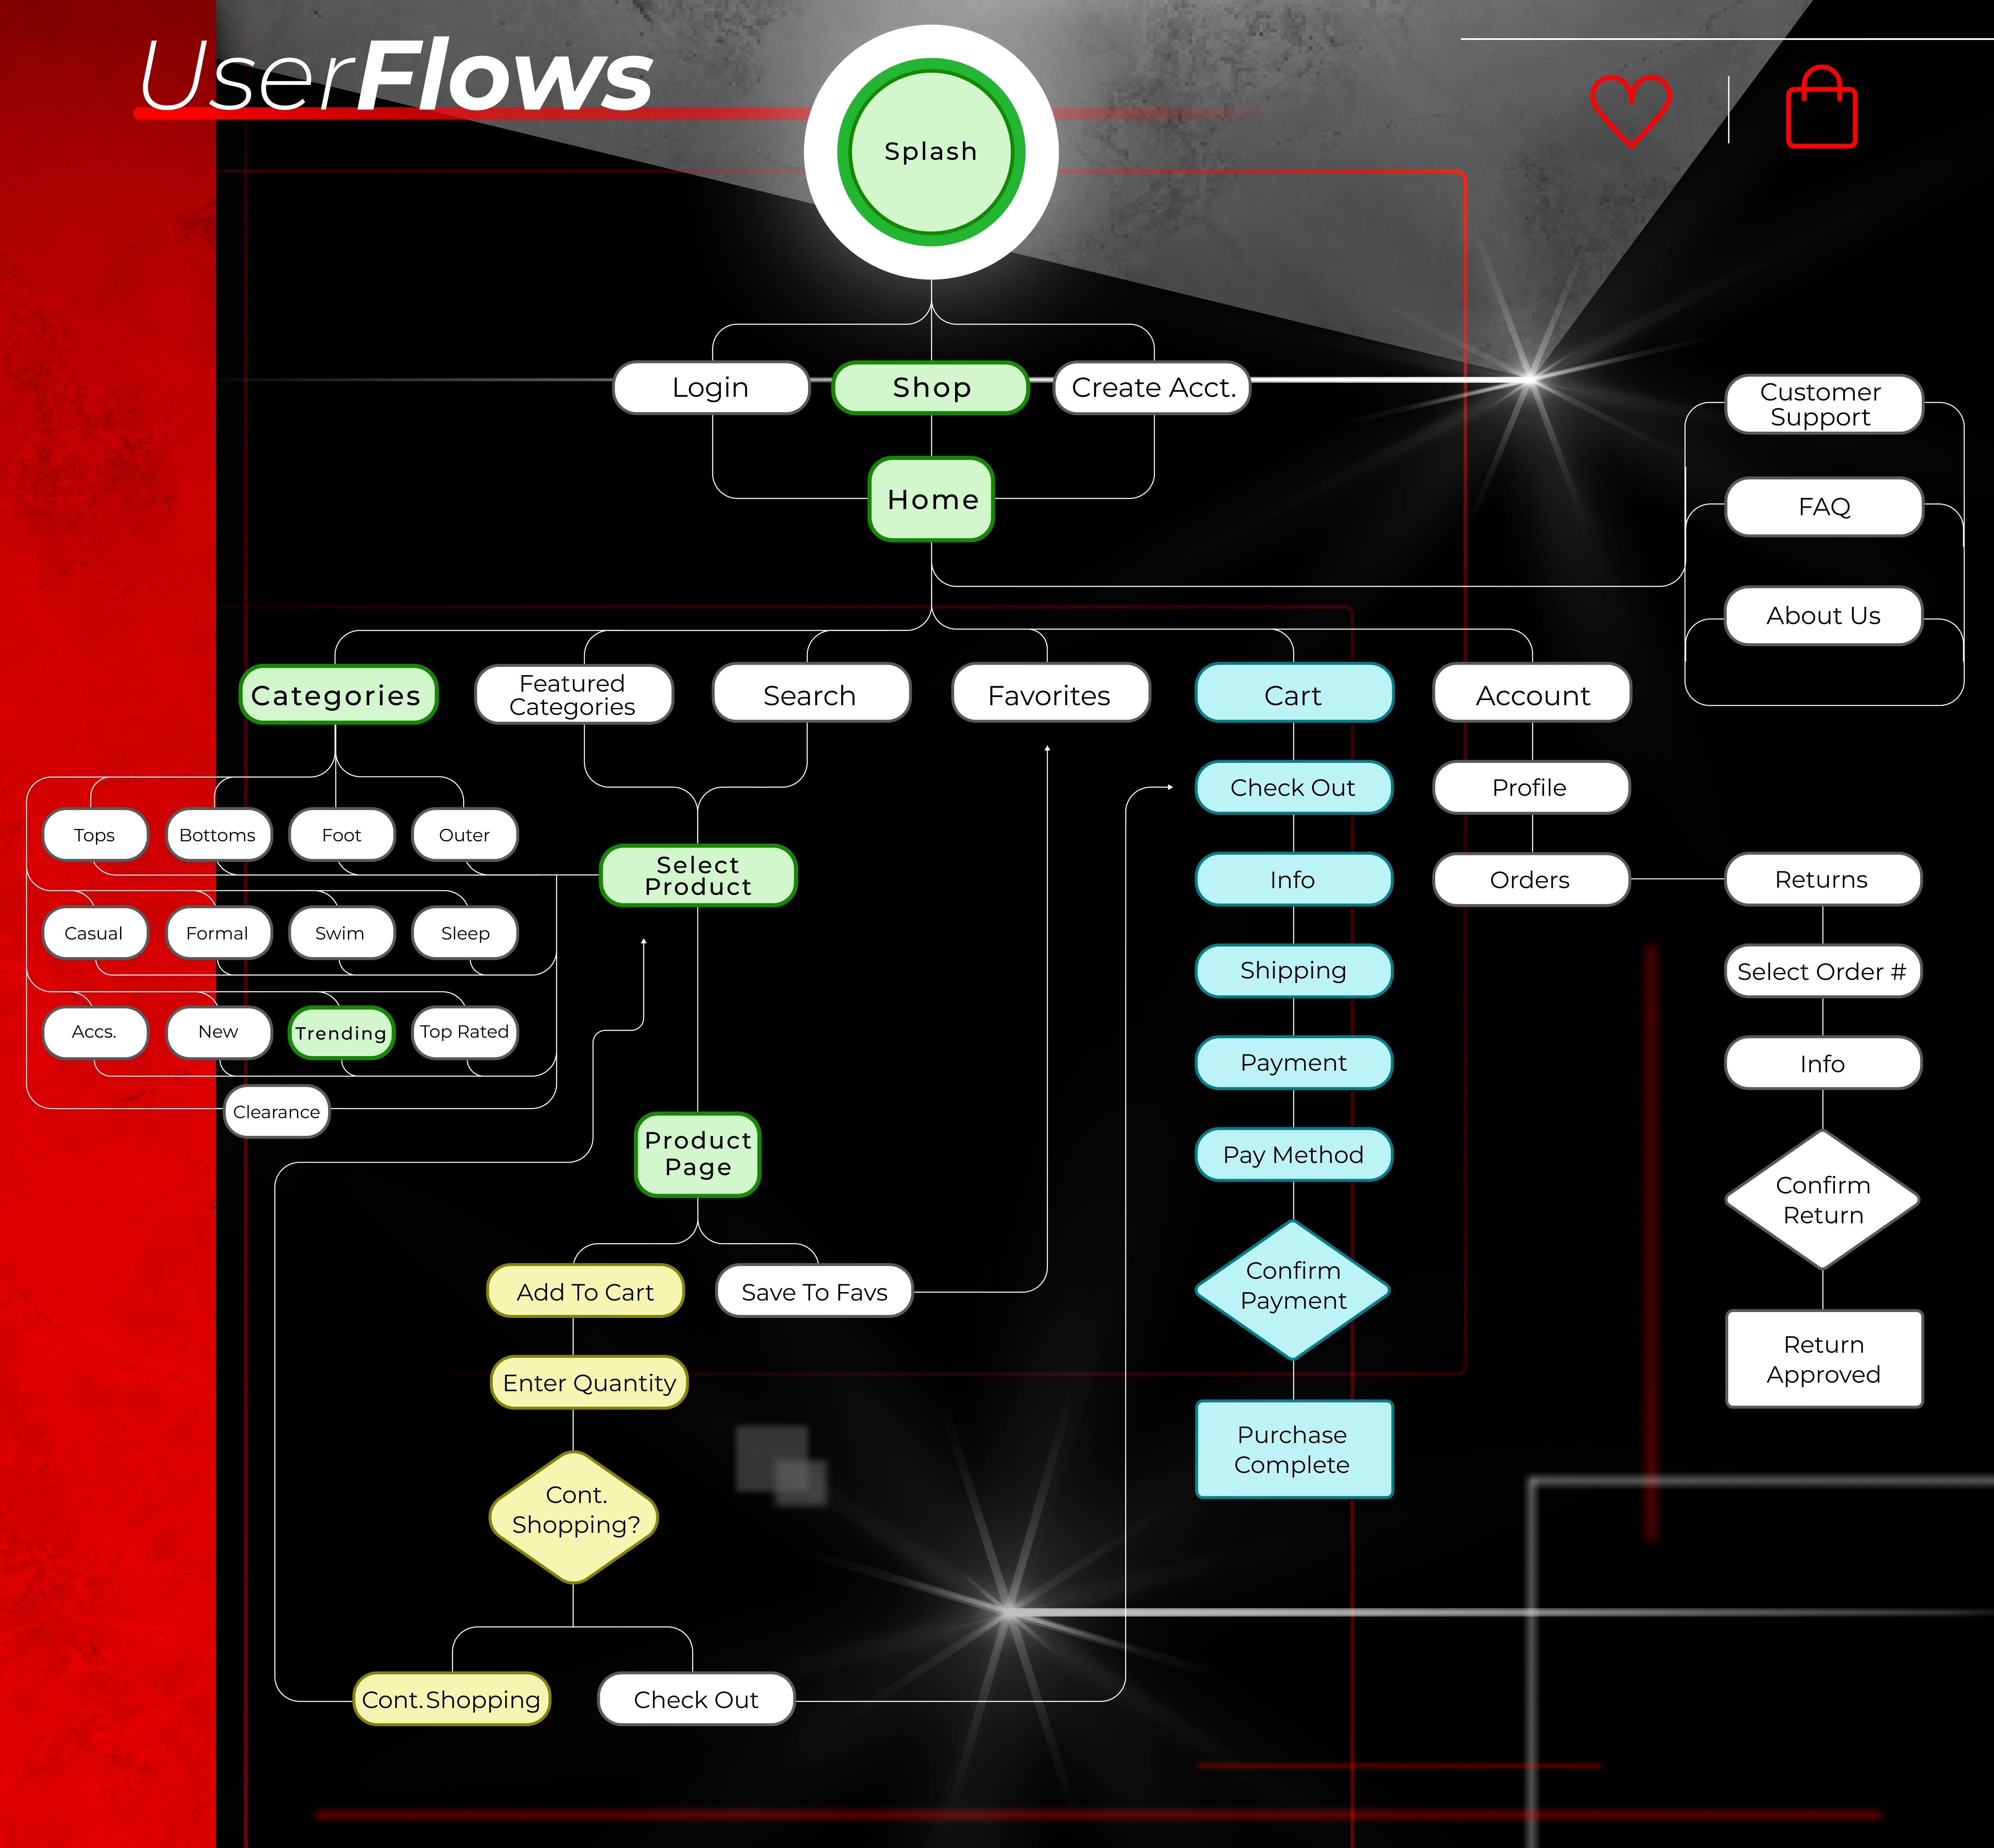 UserFlows
Splash
Login
Shop
Create Acct.
Home
Customer
Support
FAQ
About Us
Categories
Featured
Categories
Search
Favorites
Cart
Account
Tops
Bottoms
Foot
Outer
Casual
Formal
Swim
Sleep
Accs.
New
Trending
Top Rated
Clearance
Select
Product
Product
Page
Add To Cart
Save To Favs
Enter Quantity
Cont.
Shopping?
Cont.Shopping
Check Out
Check Out
Info
Shipping
Payment
Pay Method
Confirm
Payment
Purchase
Complete
Profile
Orders
Returns
Select Order #
Info
Confirm
Return
Return
Approved